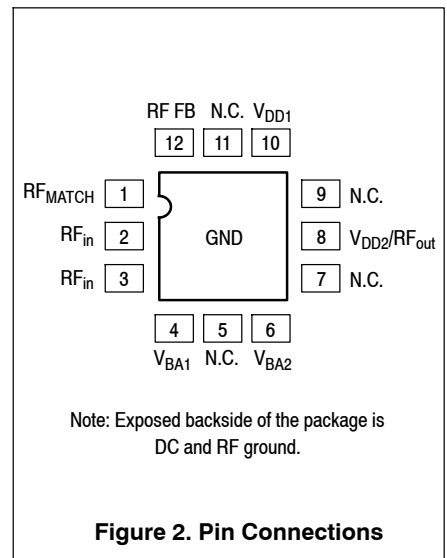 RF FB N.C. VDD1
12 11 10
RFMATCH 1 9 N.C.
RFin 2 GND 8 VDD2/RFout
RFin 3 7 N.C.
4 5 6
VBA1 N.C. VBA2
Note: Exposed backside of the package is
DC and RF ground.
Figure 2. Pin Connections